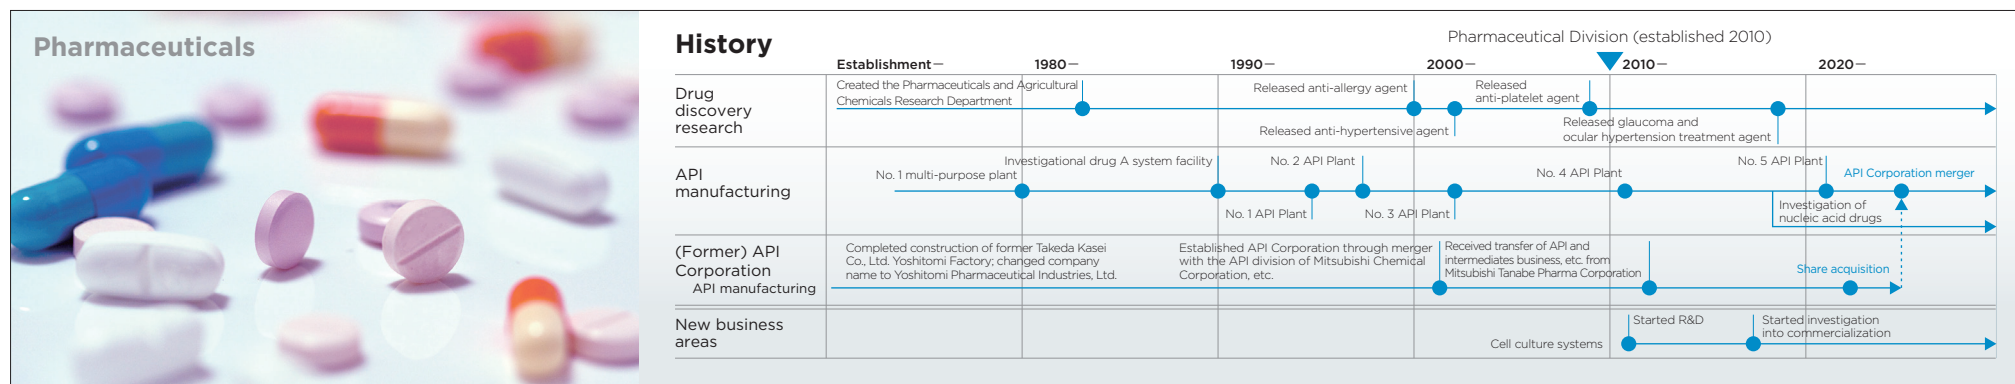 Pharmaceuticals
History
Pharmaceutical Division (established 2010)
Establishment
1980
1990
2000
2010
2020
Drug
discovery
research
Created the Pharmaceuticals and Agricultural
Chemicals Research Department
Released anti-allergy agent
Released anti-hypertensive agent
Released
anti-platelet agent
Released glaucoma and
ocular hypertension treatment agent
API
manufacturing
No. 1 multi-purpose plant
Investigational drug A system facility
No. 1 API Plant
No. 2 API Plant
No. 3 API Plant
No. 4 API Plant
No. 5 API Plant
API Corporation merger
Investigation of
nucleic acid drugs
(Former) API
Corporation
API manufacturing
Completed construction of former Takeda Kasei
Co., Ltd. Yoshitomi Factory; changed company
name to Yoshitomi Pharmaceutical Industries, Ltd.
Established API Corporation through merger
with the API division of Mitsubishi Chemical
Corporation, etc.
Received transfer of API and
intermediates business, etc. from
Mitsubishi Tanabe Pharma Corporation
Share acquisition
New business
areas
Cell culture systems
Started R&D
Started investigation
into commercialization